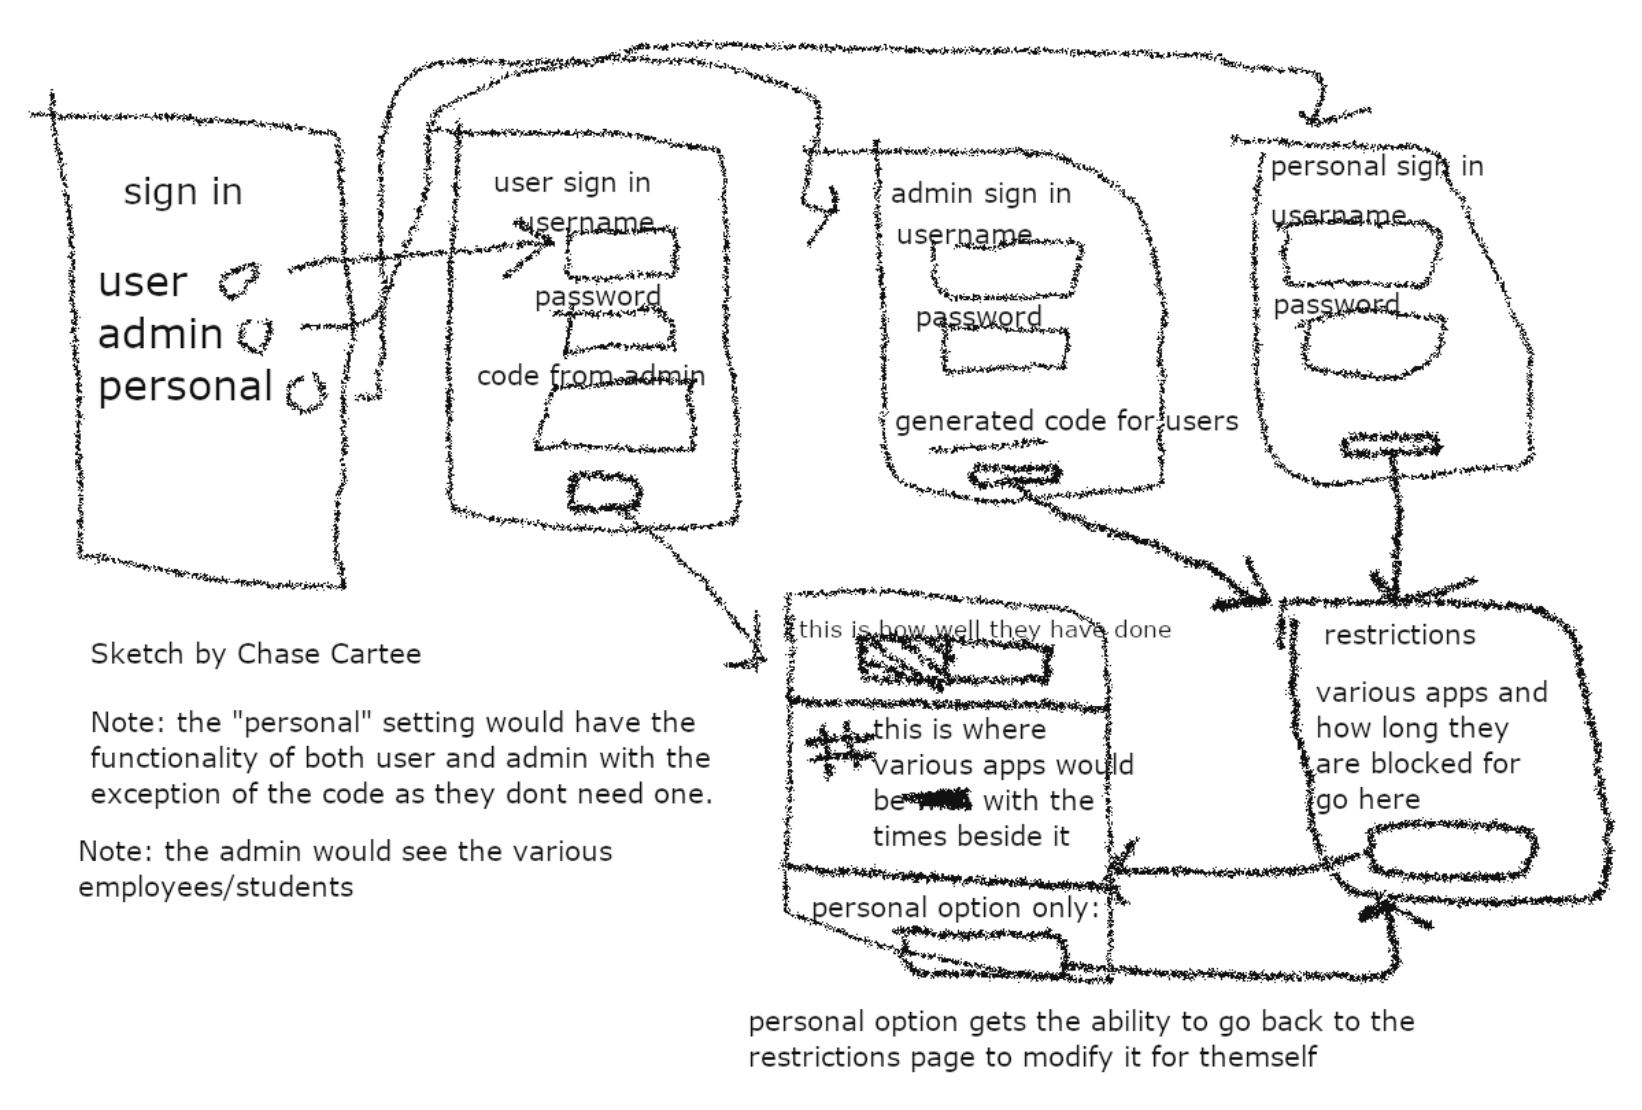 sign in
user
admin
personal
user sign in
username
password
code from admin
admin sign in
username
password
generated code for users
personal sign in
username
password
this is how well they have done
#
this is where
various apps would
be with the
times beside it
personal option only:
restrictions
various apps and
how long they
are blocked for
go here
Sketch by Chase Cartee
Note: the "personal" setting would have the
functionality of both user and admin with the
exception of the code as they dont need one.
Note: the admin would see the various
employees/students
personal option gets the ability to go back to the
restrictions page to modify it for themself